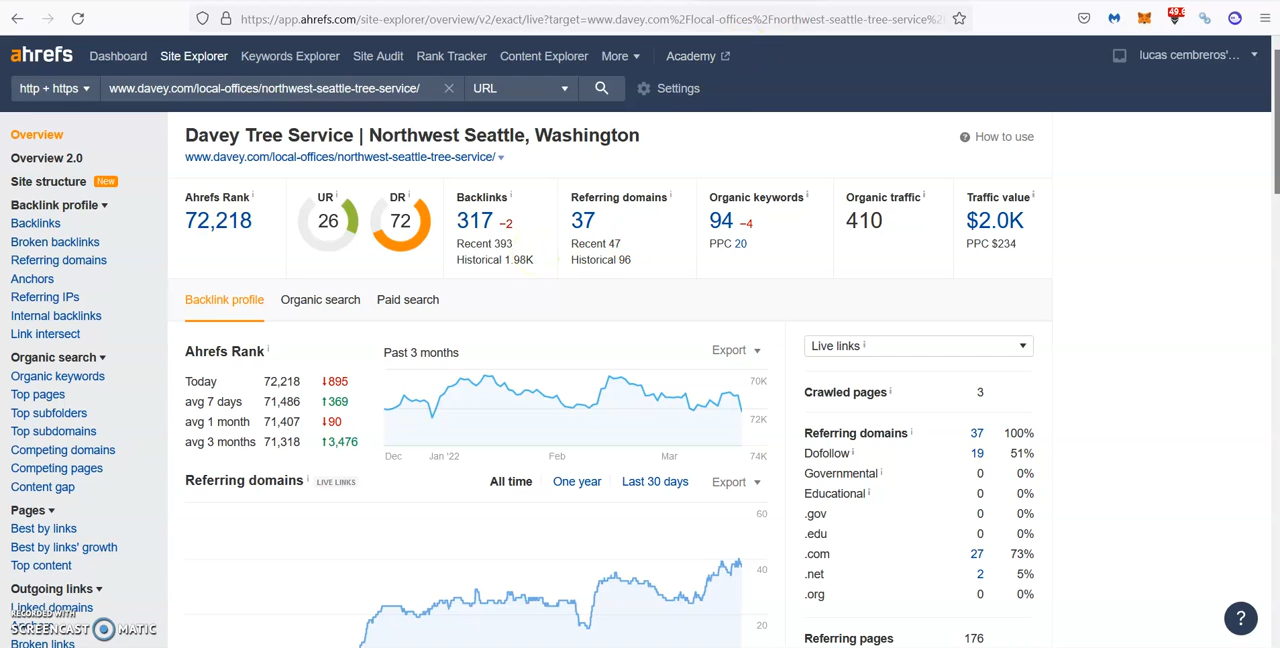 https://app.ahrefs.com/site-explorer/overview/v2/exact/live?target=www.davey.com%2Flocal-offices%2Fnorthwest-seattle-tree-service%2
49.6
ahrefs Dashboard Site Explorer Keywords Explorer Site Audit Rank Tracker Content Explorer More Academy lucas cembreros'...
http + https www.davey.com/local-offices/northwest-seattle-tree-service/ URL Settings
Overview
Overview 2.0
Site structure New
Backlink profile
Backlinks
Broken backlinks
Referring domains
Anchors
Referring IPs
Internal backlinks
Link intersect
Organic search
Organic keywords
Top pages
Top subfolders
Top subdomains
Competing domains
Competing pages
Content gap
Pages
Best by links
Best by links' growth
Top content
Outgoing links
Linked domains
Broken links
RECORDED WITH
SCREENCAST MATIC
Davey Tree Service | Northwest Seattle, Washington
How to use
www.davey.com/local-offices/northwest-seattle-tree-service/
Ahrefs Rank i
72,218
UR i
26
DR i
72
Backlinks i
317 −2
Recent 393
Historical 1.98K
Referring domains i
37
Recent 47
Historical 96
Organic keywords i
94 −4
PPC 20
Organic traffic i
410
Traffic value i
$2.0K
PPC $234
Backlink profile Organic search Paid search
Ahrefs Rank i
Today 72,218 ↓895
avg 7 days 71,486 ↑369
avg 1 month 71,407 ↓90
avg 3 months 71,318 ↑3,476
Past 3 months
Export
70K
72K
74K
Dec Jan '22 Feb Mar
Referring domains i LIVE LINKS
All time One year Last 30 days Export
60
40
20
Live links i
Crawled pages i 3
Referring domains i 37 100%
Dofollow i 19 51%
Governmental i 0 0%
Educational i 0 0%
.gov 0 0%
.edu 0 0%
.com 27 73%
.net 2 5%
.org 0 0%
Referring pages 176
?